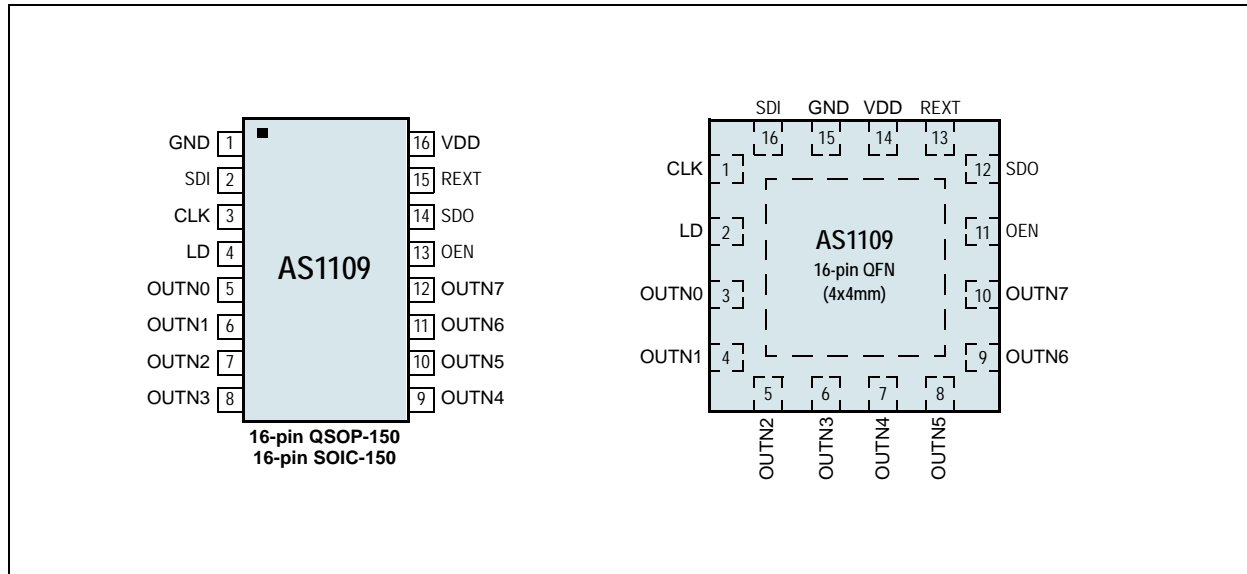 GND 1
SDI 2
CLK 3
LD 4
OUTN0 5
OUTN1 6
OUTN2 7
OUTN3 8
AS1109
16 VDD
15 REXT
14 SDO
13 OEN
12 OUTN7
11 OUTN6
10 OUTN5
9 OUTN4
16-pin QSOP-150
16-pin SOIC-150
SDI GND VDD REXT
16 15 14 13
CLK 1
LD 2
OUTN0 3
OUTN1 4
AS1109
16-pin QFN
(4x4mm)
12 SDO
11 OEN
10 OUTN7
9 OUTN6
5 6 7 8
OUTN2
OUTN3
OUTN4
OUTN5